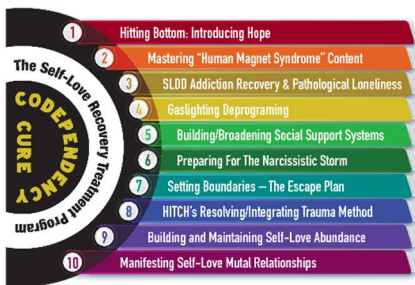 The Self-Love Recovery Treatment Program
CODEPENDENCY
CURE
1 Hitting Bottom: Introducing Hope
2 Mastering "Human Magnet Syndrome" Content
3 SLDD Addiction Recovery & Pathological Loneliness
4 Gaslighting Deprograming
5 Building/Broadening Social Support Systems
6 Preparing For The Narcissistic Storm
7 Setting Boundaries – The Escape Plan
8 HITCH's Resolving/Integrating Trauma Method
9 Building and Maintaining Self-Love Abundance
10 Manifesting Self-Love Mutal Relationships